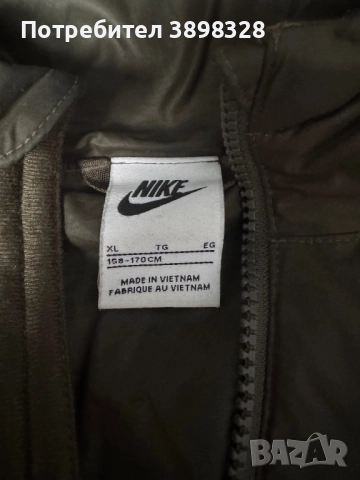 Потребител 3898328
NIKE
XL TG EG
158-170CM
MADE IN VIETNAM
FABRIQUE AU VIETNAM
BAZAR